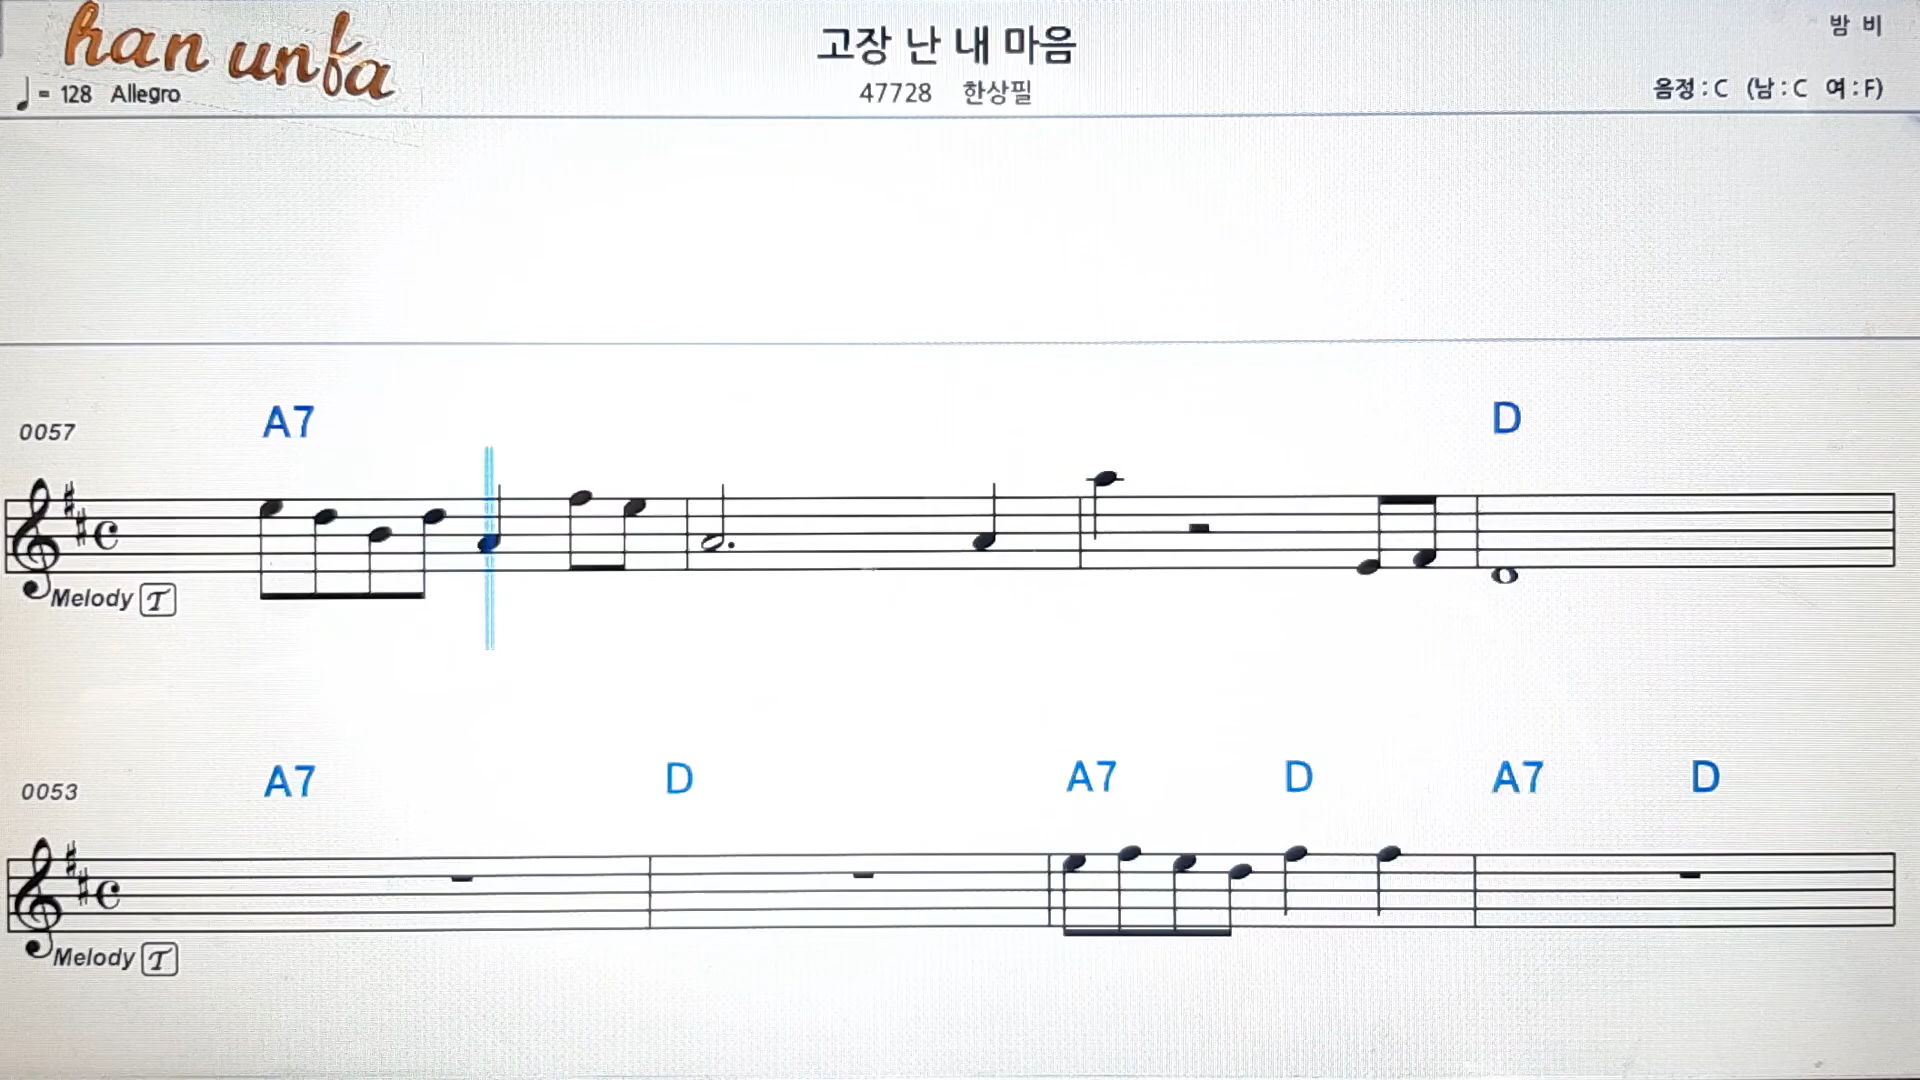 han unfa
고장 난 내 마음
밤 비
♩= 128 Allegro
47728 한상필
음정 : C (남 : C 여 : F)
0057 A7 D
Melody T
0053 A7 D A7 D A7 D
Melody T